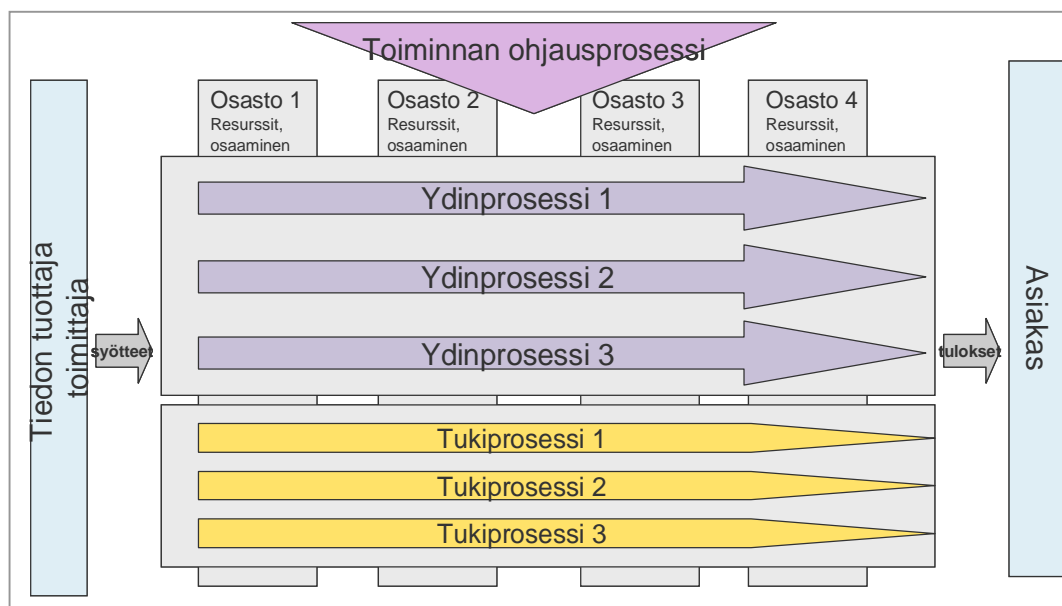 Toiminnan ohjausprosessi
Osasto 1
Resurssit,
osaaminen
Osasto 2
Resurssit,
osaaminen
Osasto 3
Resurssit,
osaaminen
Osasto 4
Resurssit,
osaaminen
Tiedon tuottaja
toimittaja
syötteet
Ydinprosessi 1
Ydinprosessi 2
Ydinprosessi 3
Tukiprosessi 1
Tukiprosessi 2
Tukiprosessi 3
tulokset
Asiakas